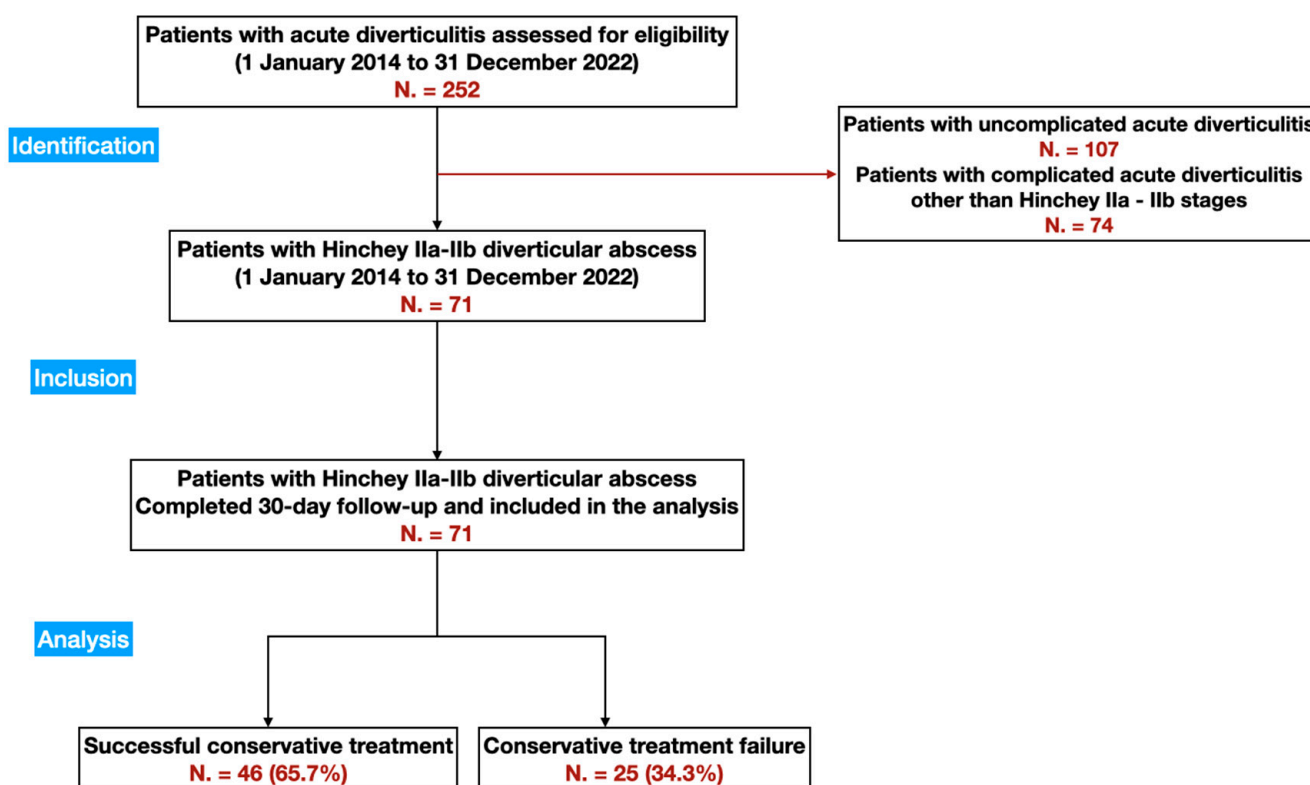 Patients with acute diverticulitis assessed for eligibility
(1 January 2014 to 31 December 2022)
N. = 252
Identification
Patients with uncomplicated acute diverticulitis
N. = 107
Patients with complicated acute diverticulitis
other than Hinchey IIa - IIb stages
N. = 74
Patients with Hinchey IIa-IIb diverticular abscess
(1 January 2014 to 31 December 2022)
N. = 71
Inclusion
Patients with Hinchey IIa-IIb diverticular abscess
Completed 30-day follow-up and included in the analysis
N. = 71
Analysis
Successful conservative treatment
N. = 46 (65.7%)
Conservative treatment failure
N. = 25 (34.3%)